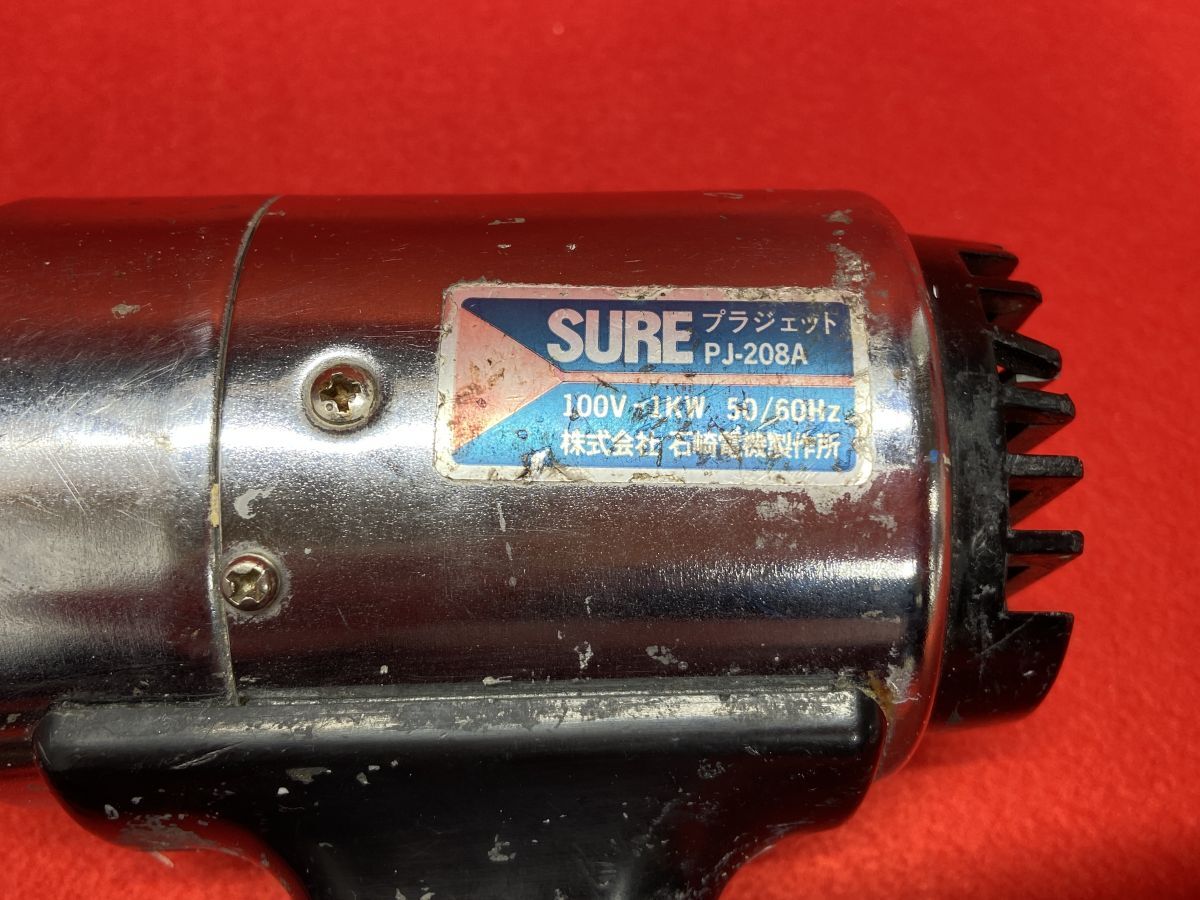 SURE プラジェット
PJ-208A
100V 1KW 50/60Hz
株式会社 石崎電機製作所